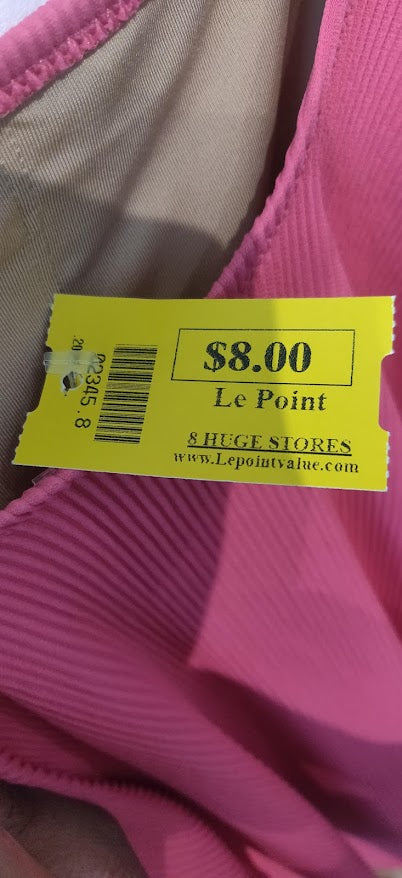 $8.00
Le Point
8 HUGE STORES
www.Lepointvalue.com
02345.8